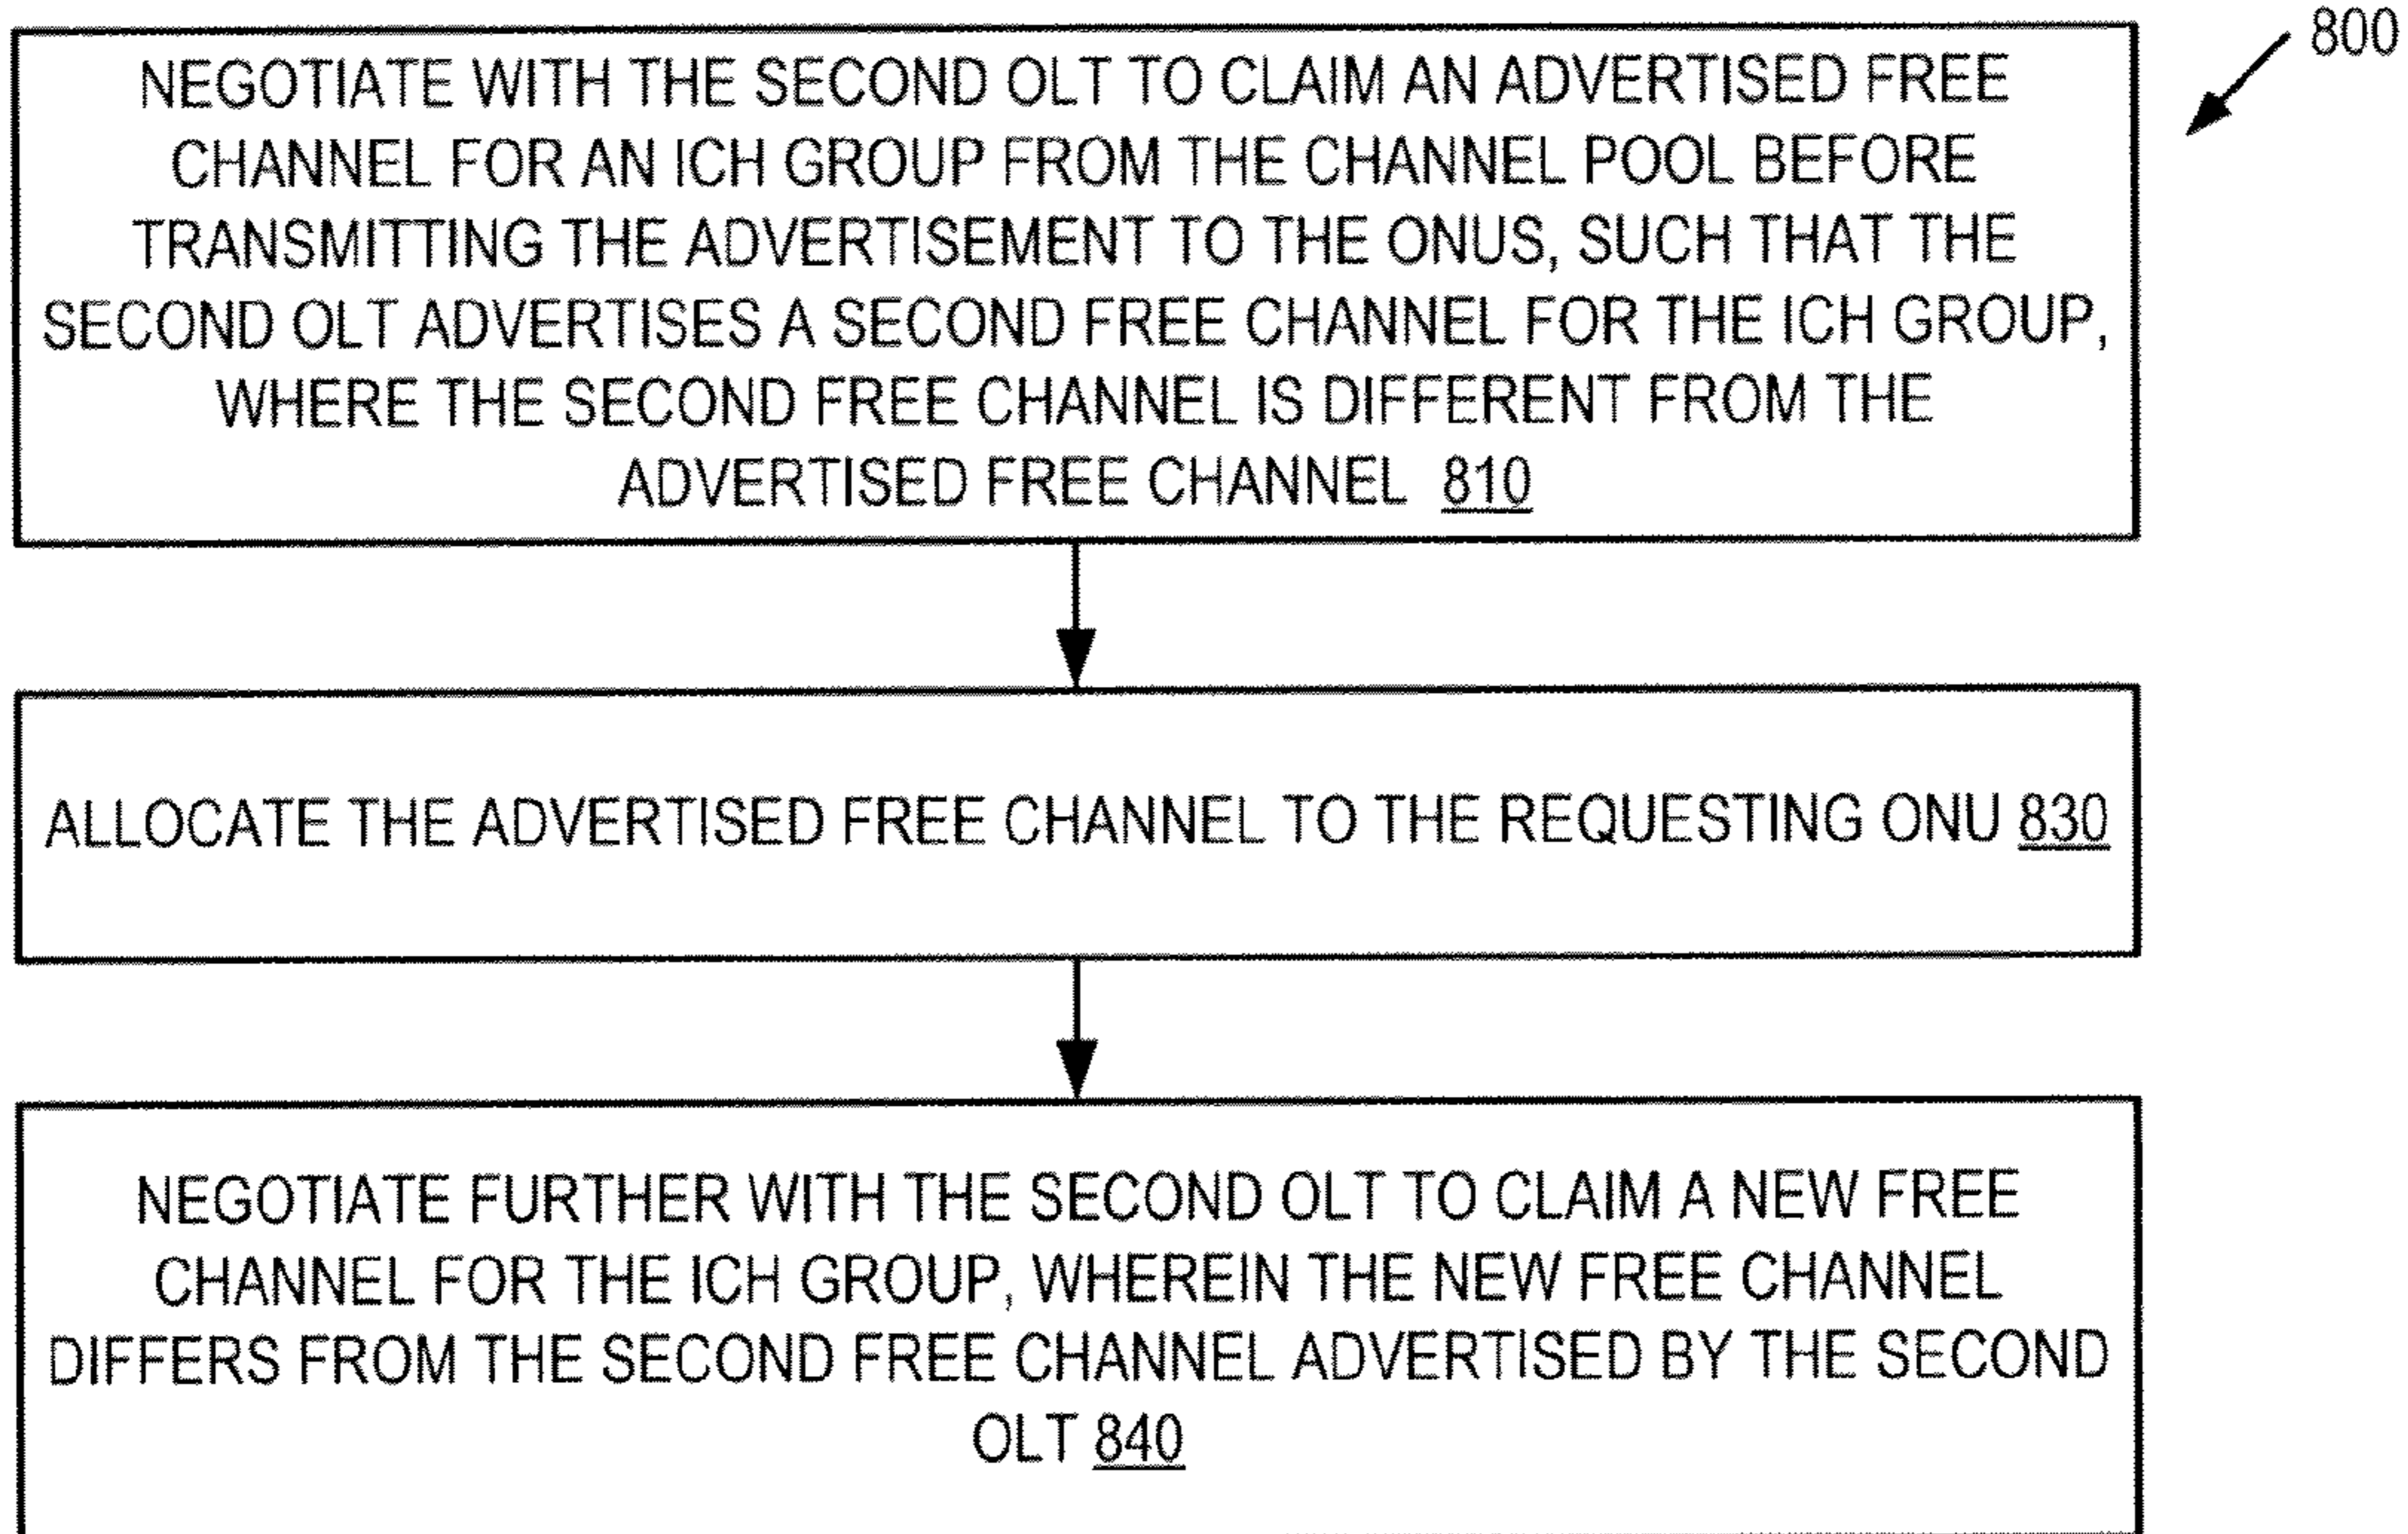 800
NEGOTIATE WITH THE SECOND OLT TO CLAIM AN ADVERTISED FREE
CHANNEL FOR AN ICH GROUP FROM THE CHANNEL POOL BEFORE
TRANSMITTING THE ADVERTISEMENT TO THE ONUS, SUCH THAT THE
SECOND OLT ADVERTISES A SECOND FREE CHANNEL FOR THE ICH GROUP,
WHERE THE SECOND FREE CHANNEL IS DIFFERENT FROM THE
ADVERTISED FREE CHANNEL 810
ALLOCATE THE ADVERTISED FREE CHANNEL TO THE REQUESTING ONU 830
NEGOTIATE FURTHER WITH THE SECOND OLT TO CLAIM A NEW FREE
CHANNEL FOR THE ICH GROUP, WHEREIN THE NEW FREE CHANNEL
DIFFERS FROM THE SECOND FREE CHANNEL ADVERTISED BY THE SECOND
OLT 840